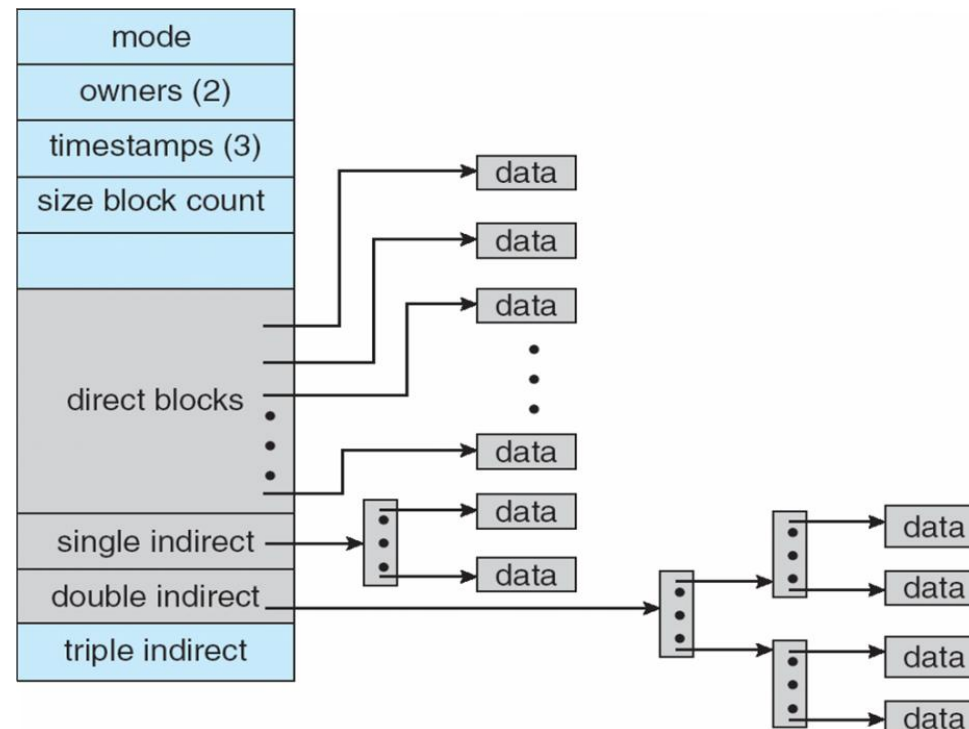 mode
owners (2)
timestamps (3)
size block count
direct blocks
single indirect
double indirect
triple indirect
data
data
data
data
data
data
data
data
data
data